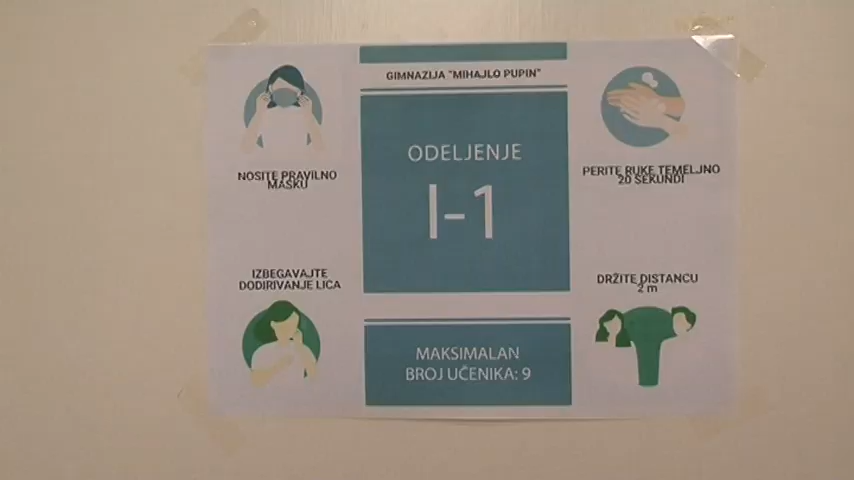 GIMNAZIJA "MIHAJLO PUPIN"
ODELJENJE
I-1
MAKSIMALAN
BROJ UČENIKA: 9
NOSITE PRAVILNO
MASKU
IZBEGAVAJTE
DODIRIVANJE LICA
PERITE RUKE TEMELJNO
20 SEKUNDI
DRŽITE DISTANCU
2 m